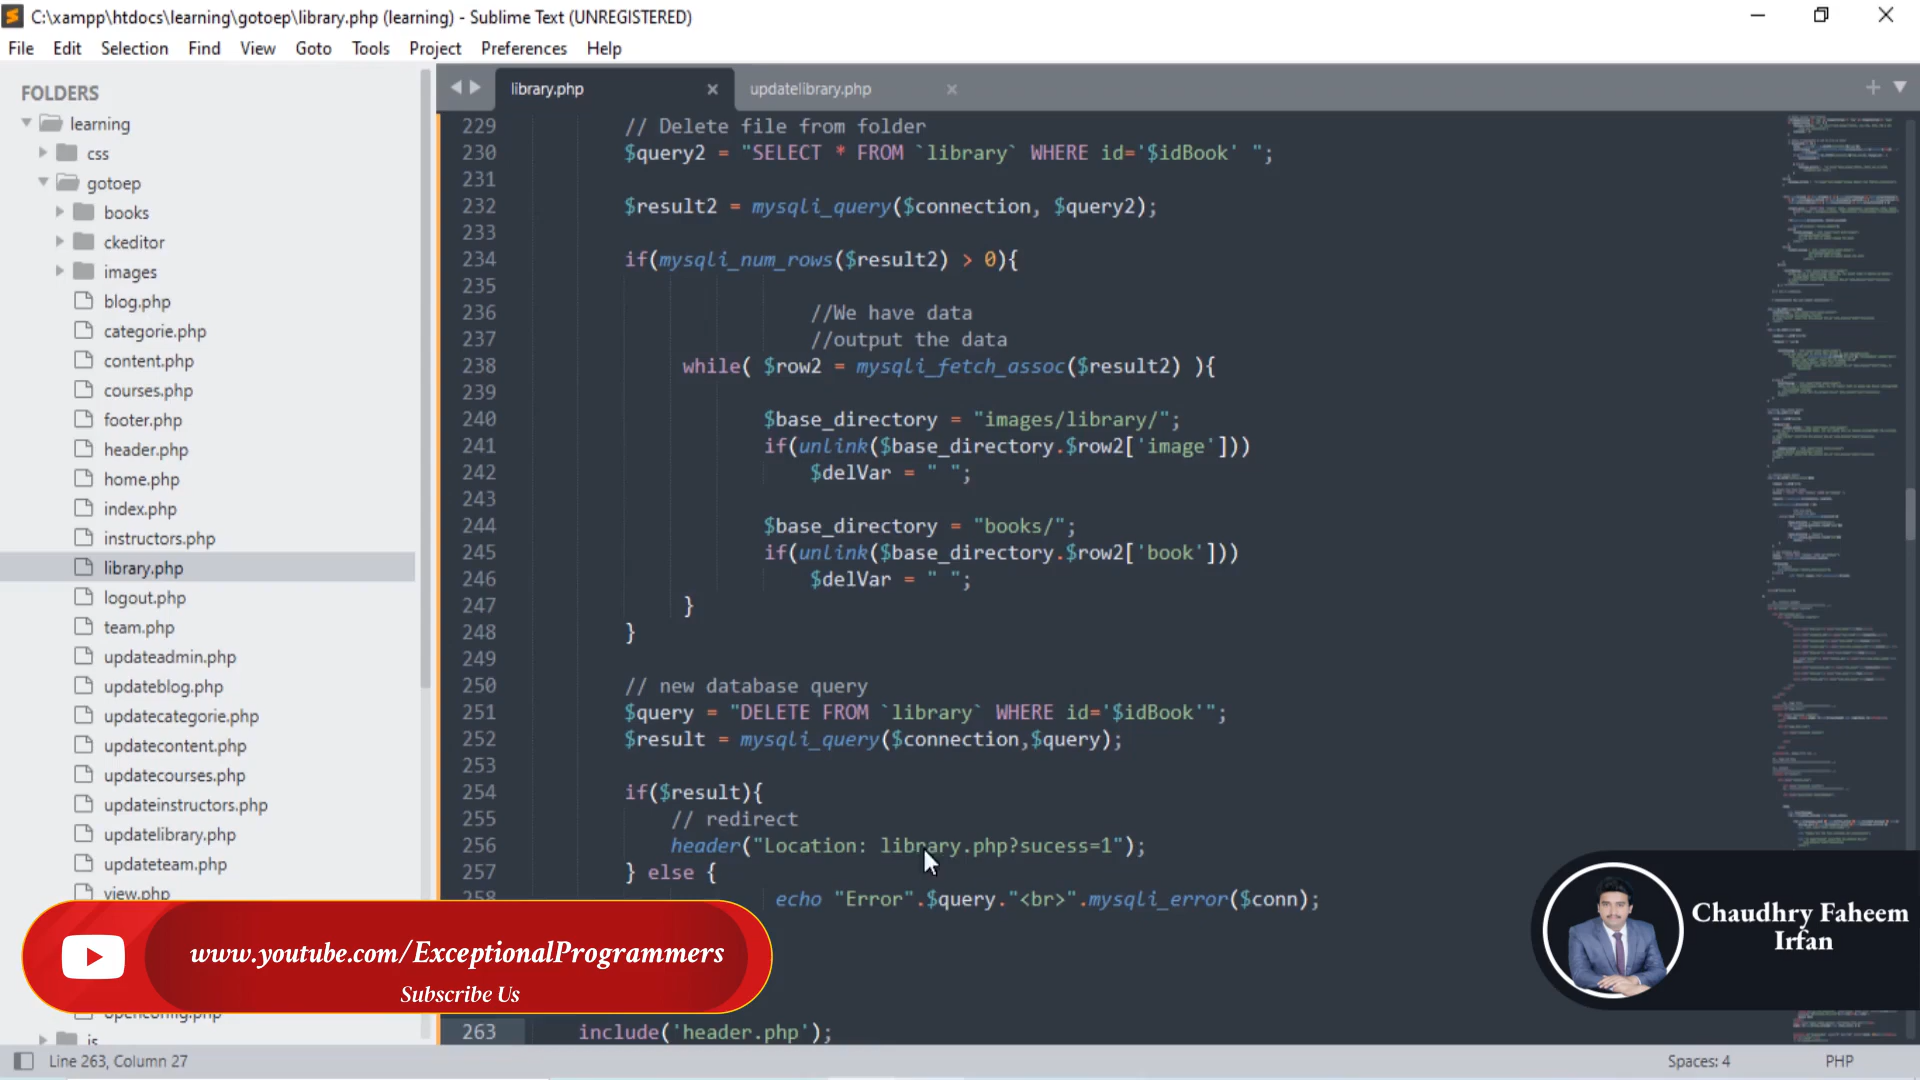 C:\xampp\htdocs\learning\gotoep\library.php (learning) - Sublime Text (UNREGISTERED)
File Edit Selection Find View Goto Tools Project Preferences Help
FOLDERS
learning
css
gotoep
books
ckeditor
images
blog.php
categorie.php
content.php
courses.php
footer.php
header.php
home.php
index.php
instructors.php
library.php
logout.php
team.php
updateadmin.php
updateblog.php
updatecategorie.php
updatecontent.php
updatecourses.php
updateinstructors.php
updatelibrary.php
updateteam.php
view.php
openconfig.php
js
library.php updatelibrary.php
229 // Delete file from folder
230 $query2 = "SELECT * FROM `library` WHERE id='$idBook' ";
231
232 $result2 = mysqli_query($connection, $query2);
233
234 if(mysqli_num_rows($result2) > 0){
235
236 //We have data
237 //output the data
238 while( $row2 = mysqli_fetch_assoc($result2) ){
239
240 $base_directory = "images/library/";
241 if(unlink($base_directory.$row2['image']))
242 $delVar = " ";
243
244 $base_directory = "books/";
245 if(unlink($base_directory.$row2['book']))
246 $delVar = " ";
247 }
248 }
249
250 // new database query
251 $query = "DELETE FROM `library` WHERE id='$idBook'";
252 $result = mysqli_query($connection,$query);
253
254 if($result){
255 // redirect
256 header("Location: library.php?sucess=1");
257 } else {
258 echo "Error".$query."<br>".mysqli_error($conn);
263 include('header.php');
www.youtube.com/ExceptionalProgrammers
Subscribe Us
Chaudhry Faheem
Irfan
Line 263, Column 27
Spaces: 4 PHP